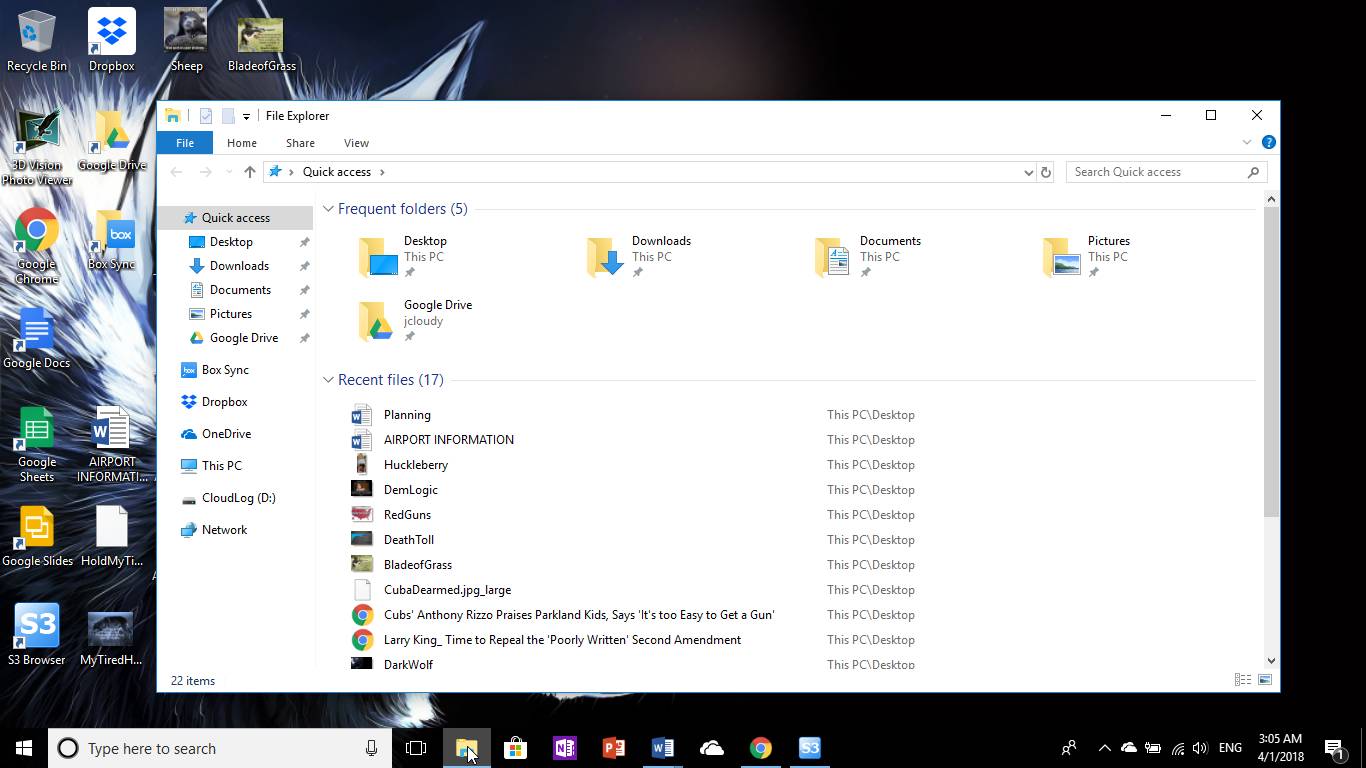 Recycle Bin
Dropbox
Sheep
BladeofGrass
3D Vision
Photo Viewer
Google Drive
Google
Chrome
Box Sync
Google Docs
Google
Sheets
AIRPORT
INFORMATI...
Google Slides
HoldMyTi...
S3 Browser
MyTiredH...
File Explorer
File
Home
Share
View
Quick access
Search Quick access
Quick access
Desktop
Downloads
Documents
Pictures
Google Drive
Box Sync
Dropbox
OneDrive
This PC
CloudLog (D:)
Network
Frequent folders (5)
Desktop
This PC
Downloads
This PC
Documents
This PC
Pictures
This PC
Google Drive
jcloudy
Recent files (17)
Planning This PC\Desktop
AIRPORT INFORMATION This PC\Desktop
Huckleberry This PC\Desktop
DemLogic This PC\Desktop
RedGuns This PC\Desktop
DeathToll This PC\Desktop
BladeofGrass This PC\Desktop
CubaDearmed.jpg_large This PC\Desktop
Cubs' Anthony Rizzo Praises Parkland Kids, Says 'It's too Easy to Get a Gun' This PC\Desktop
Larry King_ Time to Repeal the 'Poorly Written' Second Amendment This PC\Desktop
DarkWolf This PC\Desktop
22 items
Type here to search
ENG
3:05 AM
4/1/2018
1